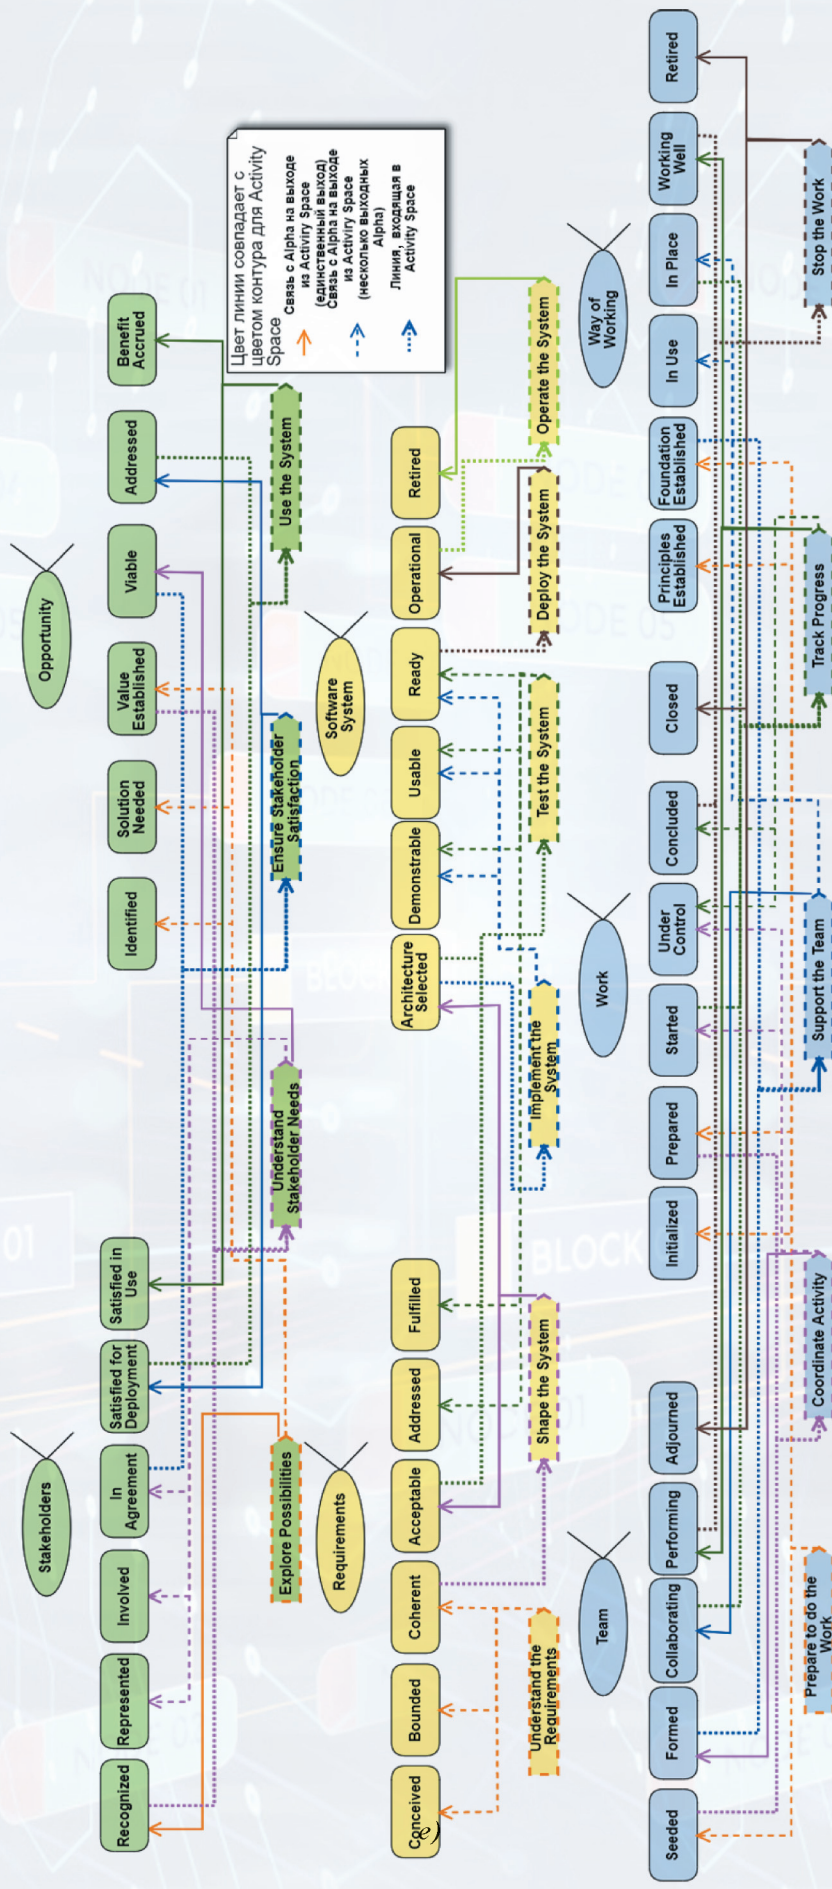 Stakeholders
Opportunity
Recognized
Represented
Involved
In
Agreement
Satisfied for
Deployment
Satisfied in
Use
Identified
Solution
Needed
Value
Established
Viable
Addressed
Benefit
Accrued
Explore Possibilities
Understand
Stakeholder Needs
Ensure Stakeholder
Satisfaction
Use the System
Цвет линии совпадает с
цветом контура для Activity
Space
Связь с Alpha на выходе
из Activiry Space
(единственный выход)
Связь с Alpha на выходе
из Activiry Space
(несколько выходных
Alpha)
Линия, входящая в
Activity Space
Requirements
Software
System
Conceived
Bounded
Coherent
Acceptable
Addressed
Fulfilled
Architecture
Selected
Demonstrable
Usable
Ready
Operational
Retired
e)
Understand the
Requirements
Shape the System
Implement the
System
Test the System
Deploy the System
Operate the System
Team
Work
Way of
Working
Seeded
Formed
Collaborating
Performing
Adjourned
Initialized
Prepared
Started
Under
Control
Concluded
Closed
Principles
Established
Foundation
Established
In Use
In Place
Working
Well
Retired
Prepare to do the
Work
Coordinate Activity
Support the Team
Track Progress
Stop the Work
01
BLOCK
NODE 01